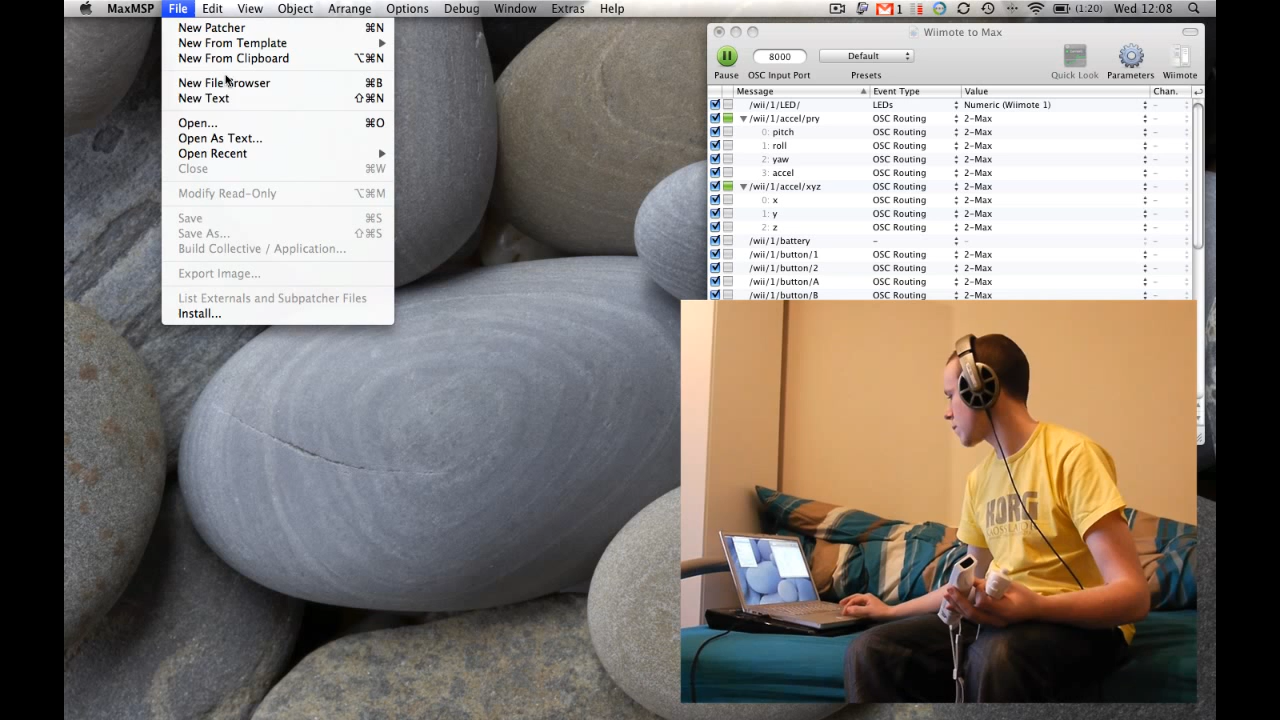 MaxMSP File Edit View Object Arrange Options Debug Window Extras Help 1 (1:20) Wed 12:08
New Patcher ⌘N
New From Template
New From Clipboard ⌥⌘N
New File Browser ⌘B
New Text ⇧⌘N
Open... ⌘O
Open As Text...
Open Recent
Close ⌘W
Modify Read-Only ⌥⌘M
Save ⌘S
Save As... ⇧⌘S
Build Collective / Application...
Export Image...
List Externals and Subpatcher Files
Install...
Wiimote to Max
8000 Default
Pause OSC Input Port Presets Quick Look Parameters Wiimote
Message Event Type Value Chan.
/wii/1/LED/ LEDs Numeric (Wiimote 1) –
/wii/1/accel/pry OSC Routing 2-Max –
0: pitch OSC Routing 2-Max –
1: roll OSC Routing 2-Max –
2: yaw OSC Routing 2-Max –
3: accel OSC Routing 2-Max –
/wii/1/accel/xyz OSC Routing 2-Max –
0: x OSC Routing 2-Max –
1: y OSC Routing 2-Max –
2: z OSC Routing 2-Max –
/wii/1/battery – – –
/wii/1/button/1 OSC Routing 2-Max –
/wii/1/button/2 OSC Routing 2-Max –
/wii/1/button/A OSC Routing 2-Max –
/wii/1/button/B OSC Routing 2-Max –
KORG